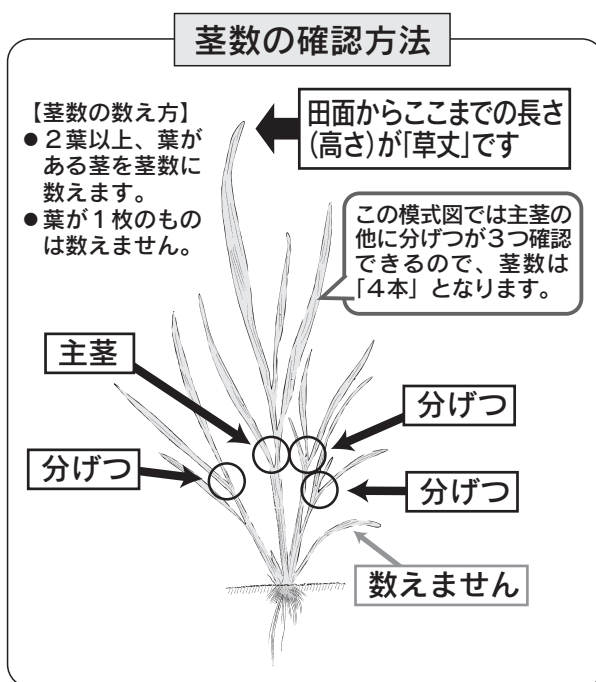 茎数の確認方法
【茎数の数え方】
●２葉以上、葉が
ある茎を茎数に
数えます。
●葉が１枚のもの
は数えません。
田面からここまでの長さ
(高さ)が「草丈」です
この模式図では主茎の
他に分げつが３つ確認
できるので、茎数は
「４本」となります。
主茎
分げつ
分げつ
分げつ
数えません